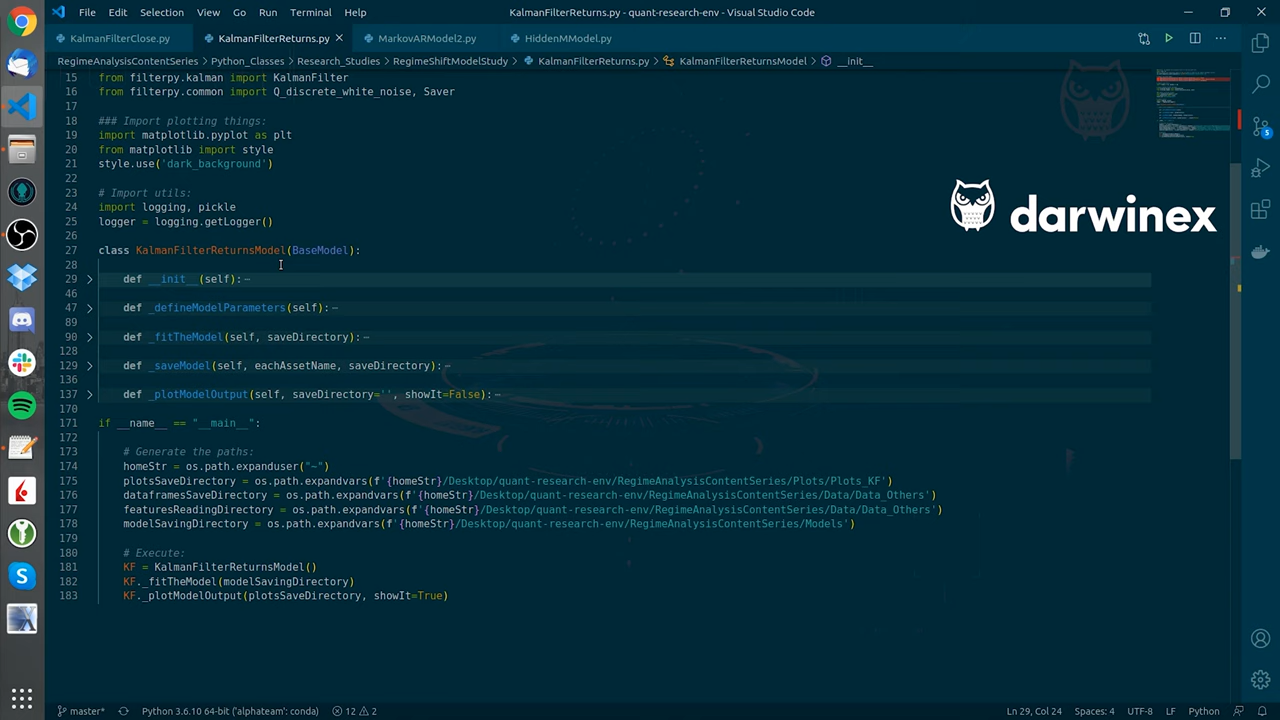 File Edit Selection View Go Run Terminal Help KalmanFilterReturns.py - quant-research-env - Visual Studio Code
KalmanFilterClose.py KalmanFilterReturns.py MarkovARModel2.py HiddenMModel.py
RegimeAnalysisContentSeries > Python_Classes > Research_Studies > RegimeShiftModelStudy > KalmanFilterReturns.py > KalmanFilterReturnsModel > __init__
15 from filterpy.kalman import KalmanFilter
16 from filterpy.common import Q_discrete_white_noise, Saver
17
18 ### Import plotting things:
19 import matplotlib.pyplot as plt
20 from matplotlib import style
21 style.use('dark_background')
22
23 # Import utils:
24 import logging, pickle
25 logger = logging.getLogger()
26
27 class KalmanFilterReturnsModel(BaseModel):
28
29 def __init__(self):
46
47 def _defineModelParameters(self):
89
90 def _fitTheModel(self, saveDirectory):
128
129 def _saveModel(self, eachAssetName, saveDirectory):
136
137 def _plotModelOutput(self, saveDirectory='', showIt=False):
170
171 if __name__ == "__main__":
172
173 # Generate the paths:
174 homeStr = os.path.expanduser("~")
175 plotsSaveDirectory = os.path.expandvars(f'{homeStr}/Desktop/quant-research-env/RegimeAnalysisContentSeries/Plots/Plots_KF')
176 dataframesSaveDirectory = os.path.expandvars(f'{homeStr}/Desktop/quant-research-env/RegimeAnalysisContentSeries/Data/Data_Others')
177 featuresReadingDirectory = os.path.expandvars(f'{homeStr}/Desktop/quant-research-env/RegimeAnalysisContentSeries/Data/Data_Others')
178 modelSavingDirectory = os.path.expandvars(f'{homeStr}/Desktop/quant-research-env/RegimeAnalysisContentSeries/Models')
179
180 # Execute:
181 KF = KalmanFilterReturnsModel()
182 KF._fitTheModel(modelSavingDirectory)
183 KF._plotModelOutput(plotsSaveDirectory, showIt=True)
darwinex
5
master* Python 3.6.10 64-bit ('alphateam': conda) 12 2 Ln 29, Col 24 Spaces: 4 UTF-8 LF Python